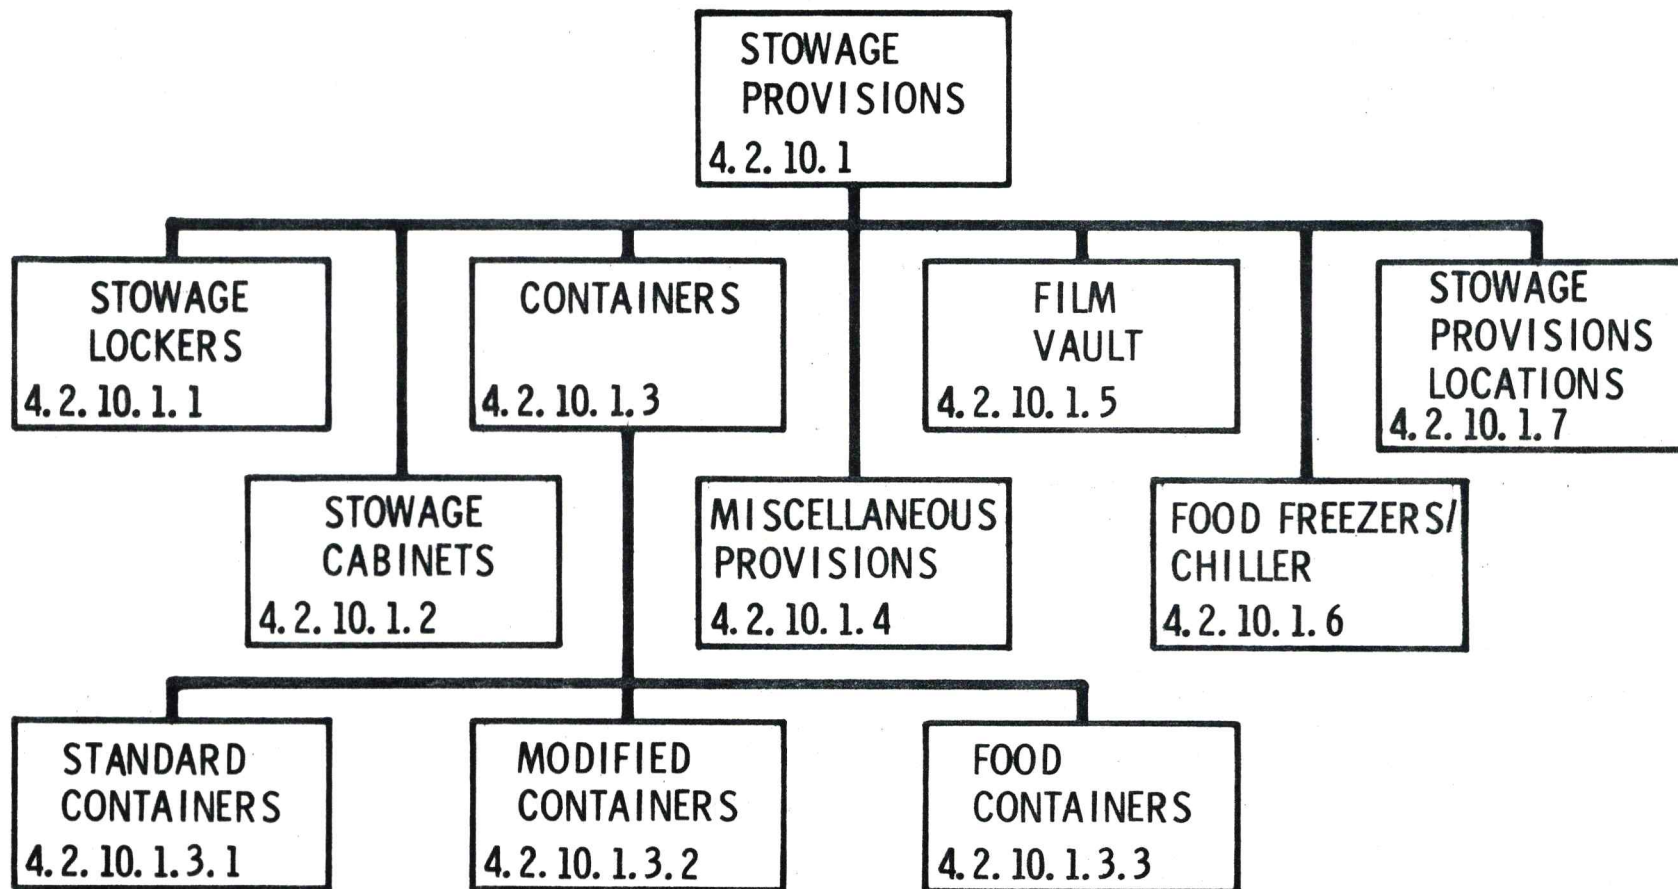 STOWAGE
PROVISIONS
4.2.10.1
STOWAGE
LOCKERS
4.2.10.1.1
CONTAINERS
4.2.10.1.3
FILM
VAULT
4.2.10.1.5
STOWAGE
PROVISIONS
LOCATIONS
4.2.10.1.7
STOWAGE
CABINETS
4.2.10.1.2
MISCELLANEOUS
PROVISIONS
4.2.10.1.4
FOOD FREEZERS/
CHILLER
4.2.10.1.6
STANDARD
CONTAINERS
4.2.10.1.3.1
MODIFIED
CONTAINERS
4.2.10.1.3.2
FOOD
CONTAINERS
4.2.10.1.3.3